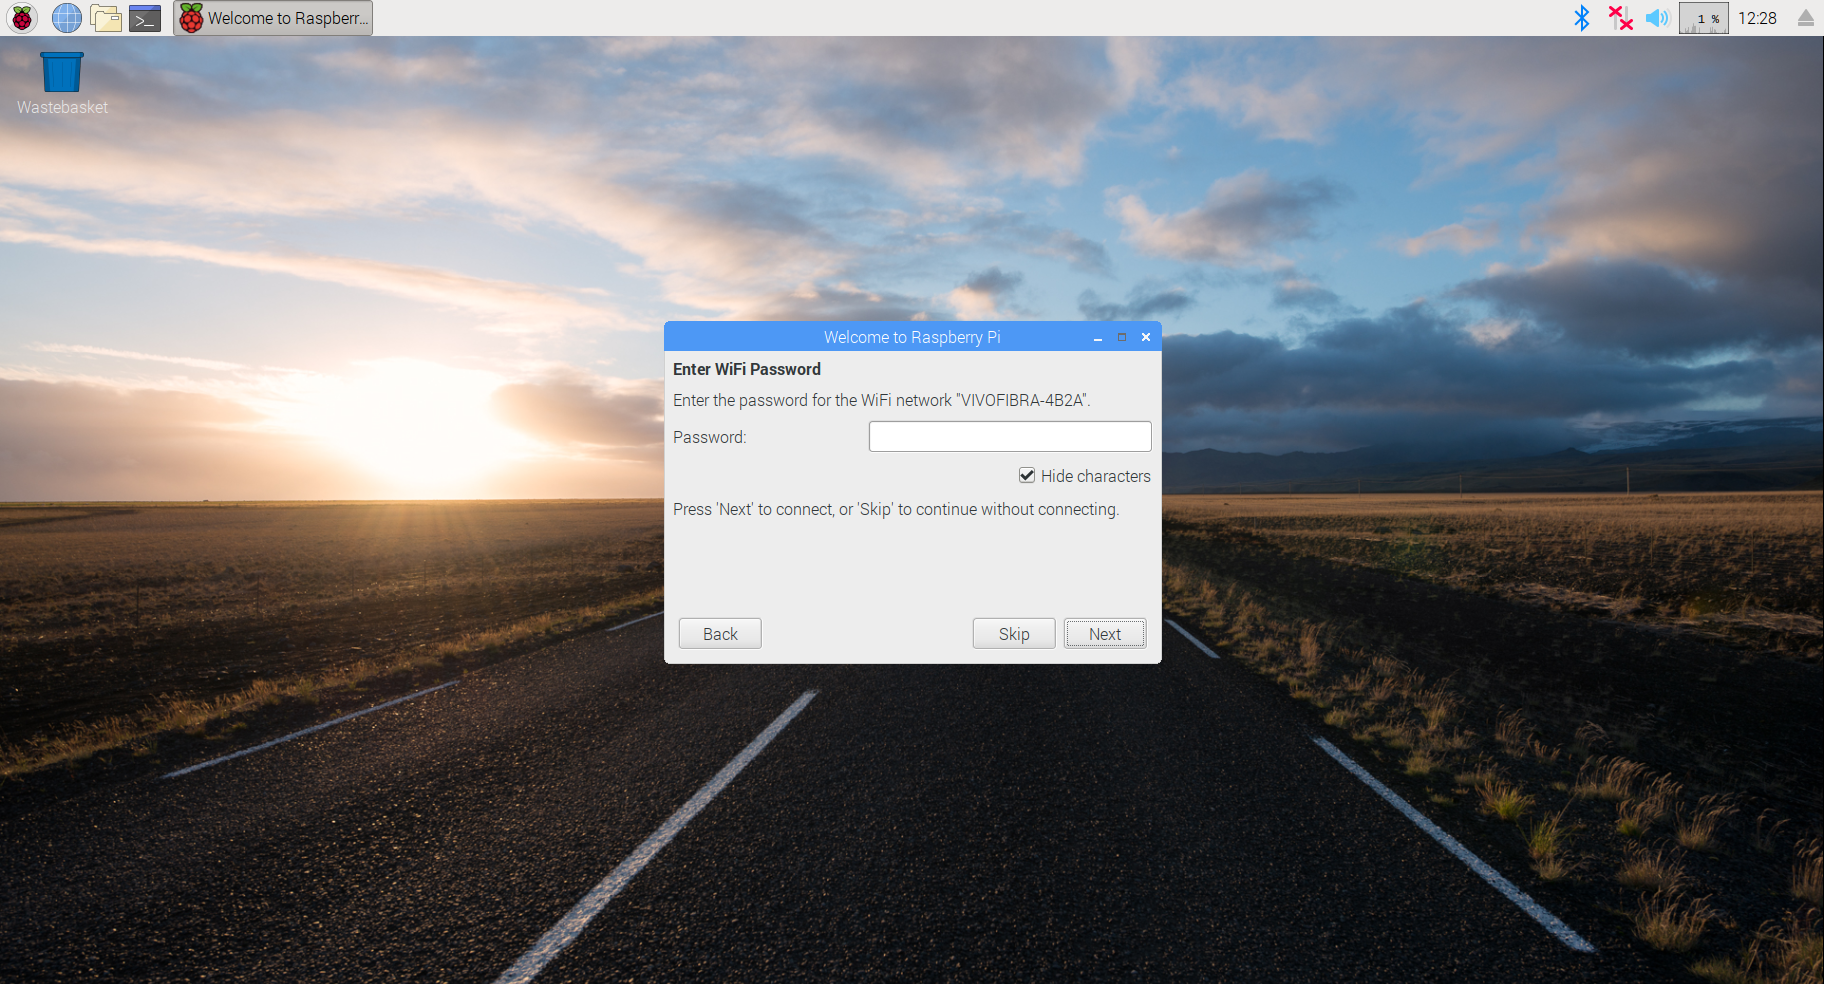 Welcome to Raspberr...
1 %
12:28
Wastebasket
Welcome to Raspberry Pi
Enter WiFi Password
Enter the password for the WiFi network "VIVOFIBRA-4B2A".
Password:
Hide characters
Press 'Next' to connect, or 'Skip' to continue without connecting.
Back
Skip
Next